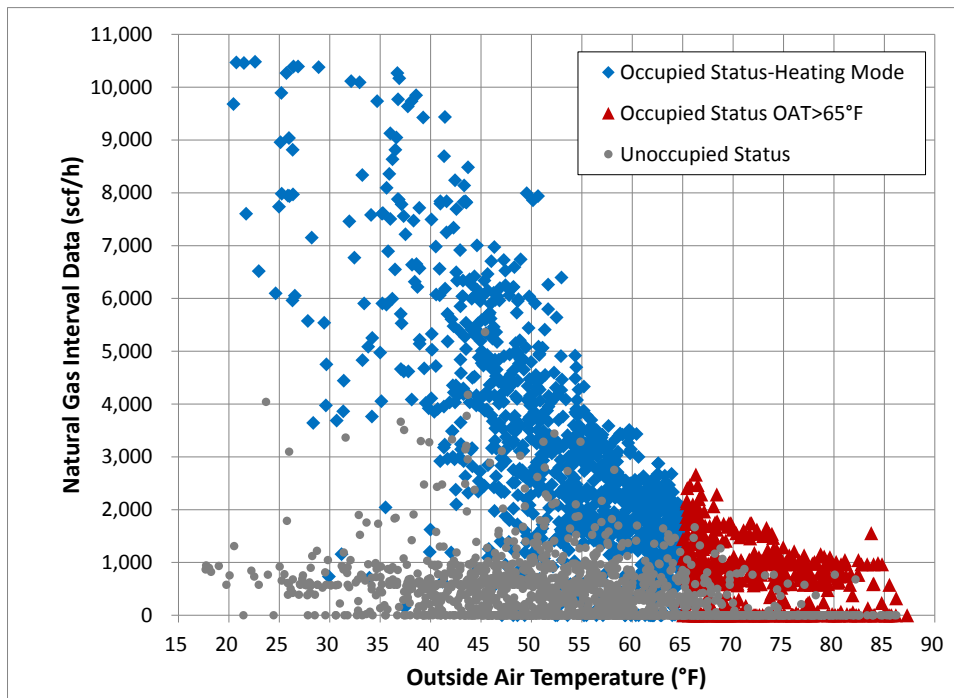 11,000
10,000
9,000
8,000
7,000
6,000
5,000
4,000
3,000
2,000
1,000
0
Natural Gas Interval Data (scf/h)
Occupied Status-Heating Mode
Occupied Status OAT>65°F
Unoccupied Status
15 20 25 30 35 40 45 50 55 60 65 70 75 80 85 90
Outside Air Temperature (°F)